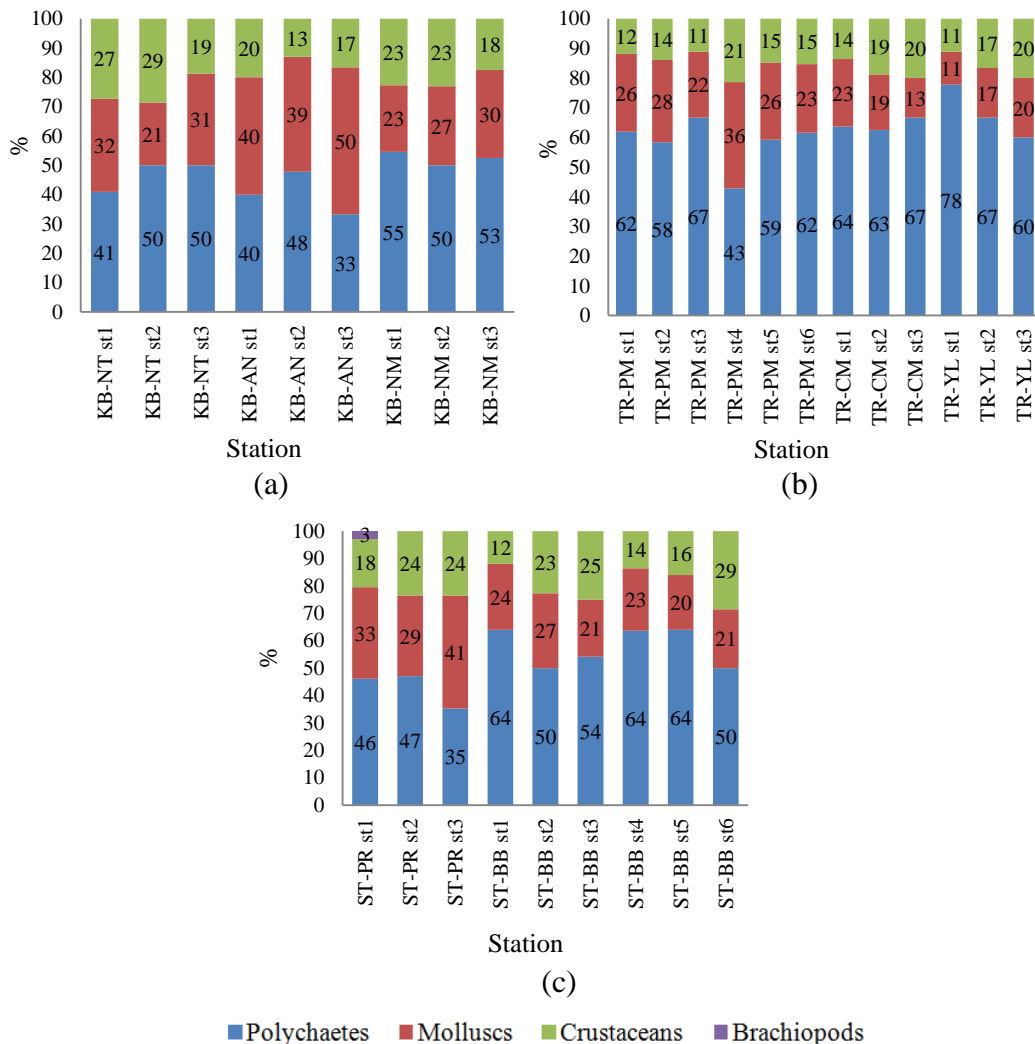 100 90 80 70 60 50 40 30 20 10 0
%
27 29 19 20 13 17 23 23 18
32 21 31 40 39 50 23 27 30
41 50 50 40 48 33 55 50 53
KB-NT st1
KB-NT st2
KB-NT st3
KB-AN st1
KB-AN st2
KB-AN st3
KB-NM st1
KB-NM st2
KB-NM st3
Station
(a)
100 90 80 70 60 50 40 30 20 10 0
%
12 14 11 21 15 15 14 19 20 11 17 20
26 28 22 36 26 23 23 19 13 11 17 20
62 58 67 43 59 62 64 63 67 78 67 60
TR-PM st1
TR-PM st2
TR-PM st3
TR-PM st4
TR-PM st5
TR-PM st6
TR-CM st1
TR-CM st2
TR-CM st3
TR-YL st1
TR-YL st2
TR-YL st3
Station
(b)
100 90 80 70 60 50 40 30 20 10 0
%
3
18 24 24 12 23 25 14 16 29
33 29 41 24 27 21 23 20 21
46 47 35 64 50 54 64 64 50
ST-PR st1
ST-PR st2
ST-PR st3
ST-BB st1
ST-BB st2
ST-BB st3
ST-BB st4
ST-BB st5
ST-BB st6
Station
(c)
Polychaetes Molluscs Crustaceans Brachiopods